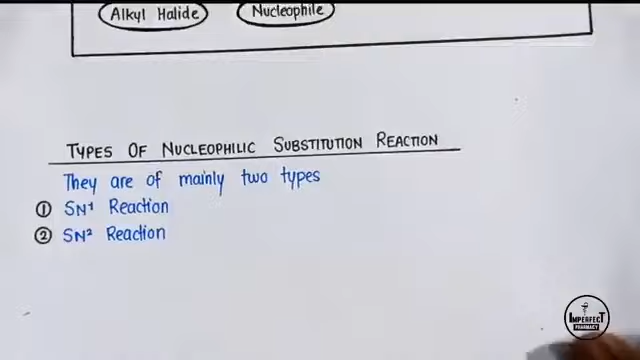 Alkyl Halide Nucleophile
TYPES OF NUCLEOPHILIC SUBSTITUTION REACTION
They are of mainly two types
① SN¹ Reaction
② SN² Reaction
IMPERFECT
PHARMACY